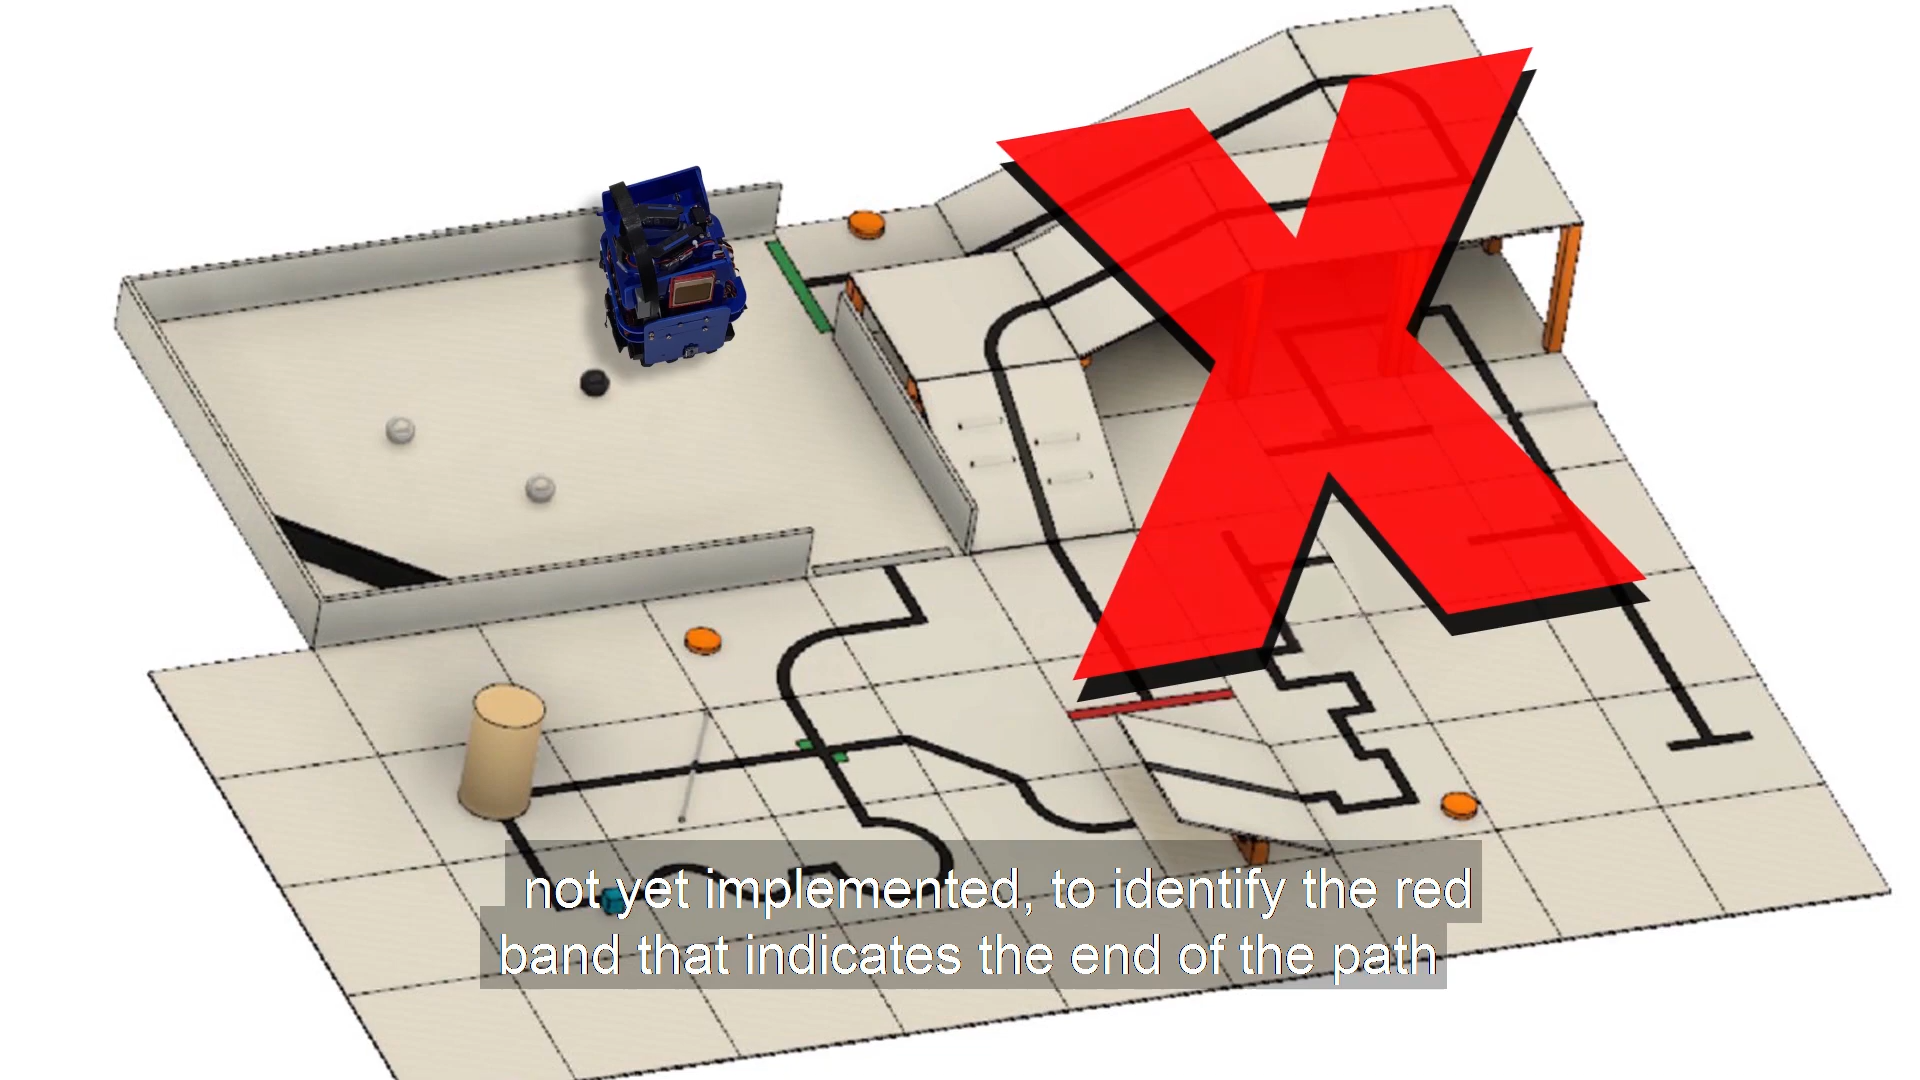 not yet implemented, to identify the red
band that indicates the end of the path